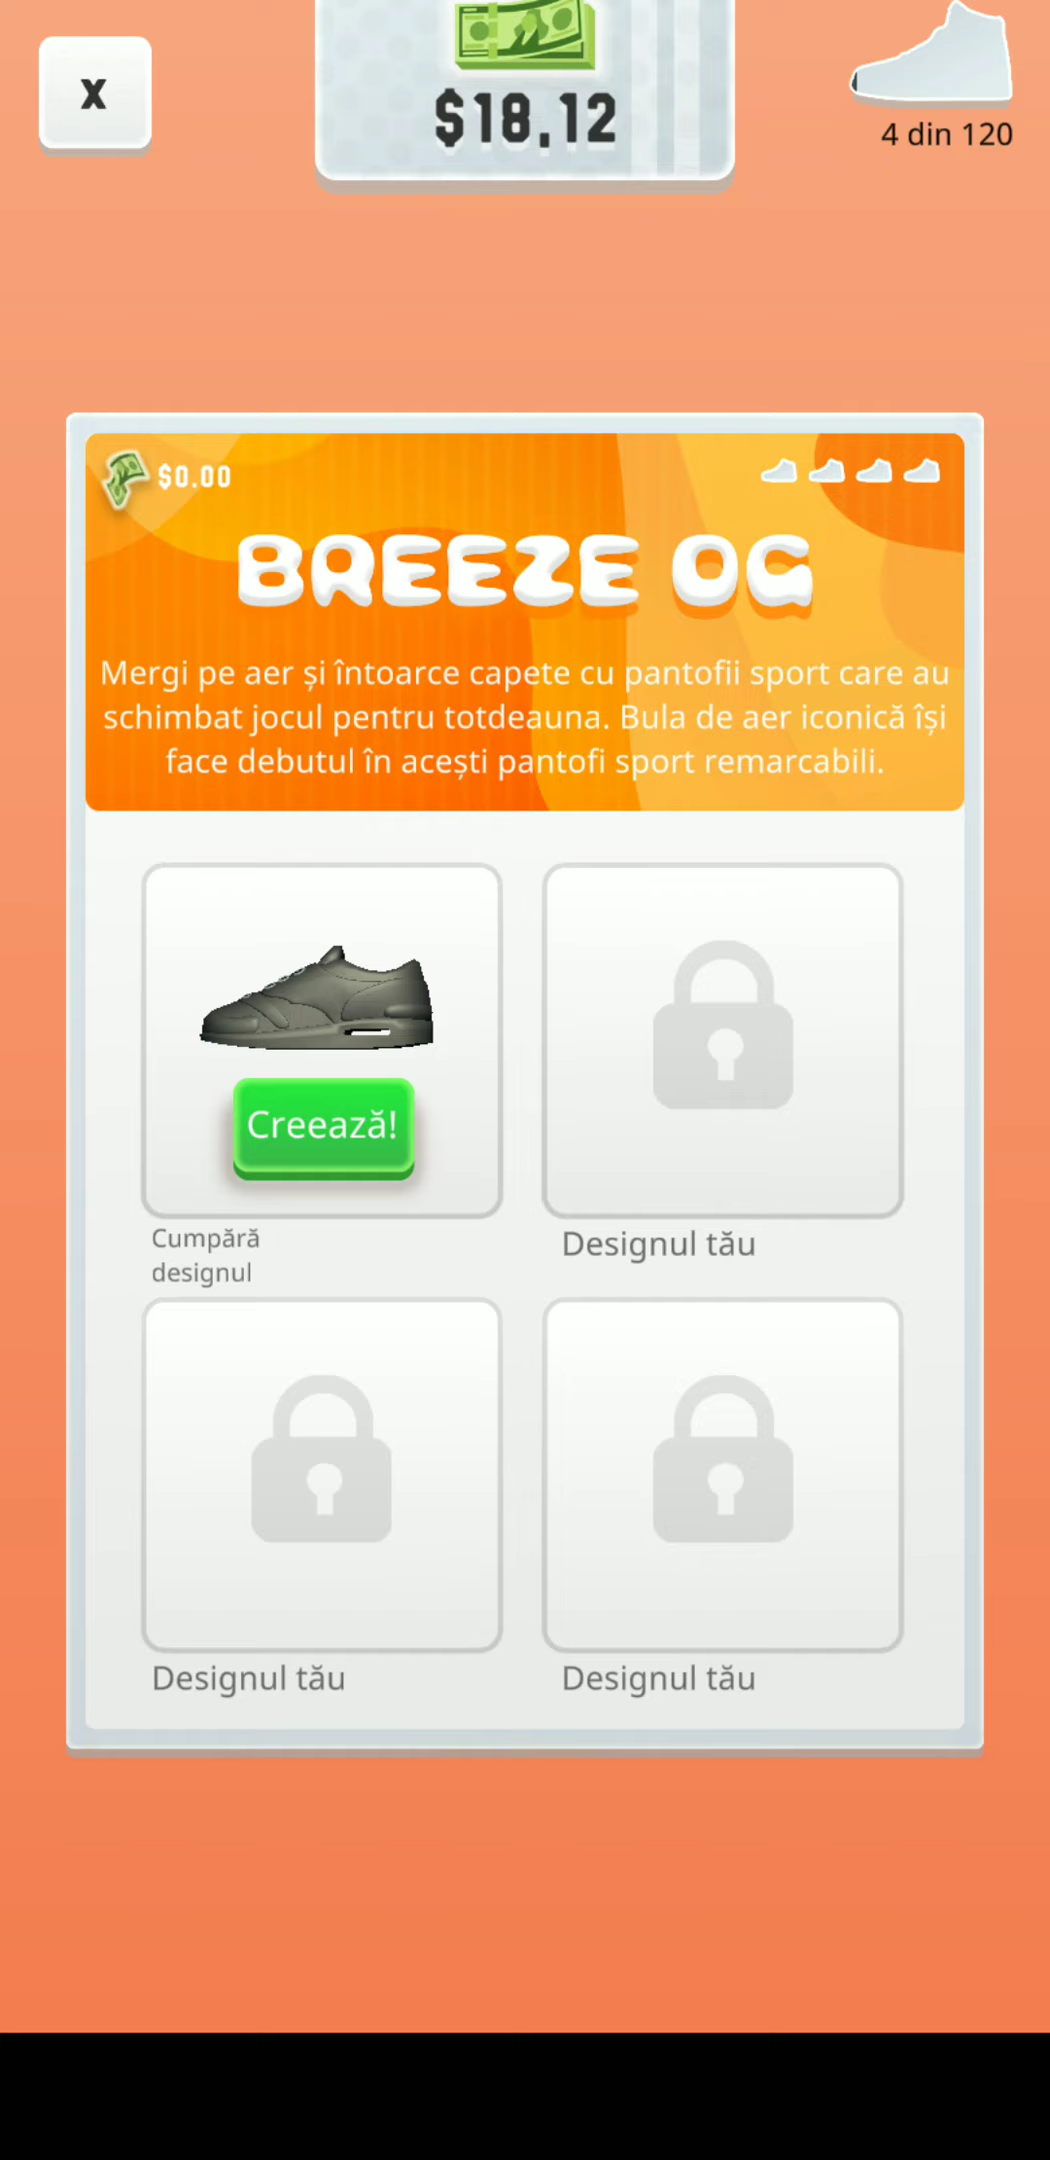 X
$18.12
4 din 120
$0.00
BREEZE OG
Mergi pe aer și întoarce capete cu pantofii sport care au
schimbat jocul pentru totdeauna. Bula de aer iconică își
face debutul în acești pantofi sport remarcabili.
Creează!
Cumpără
designul
Designul tău
Designul tău
Designul tău